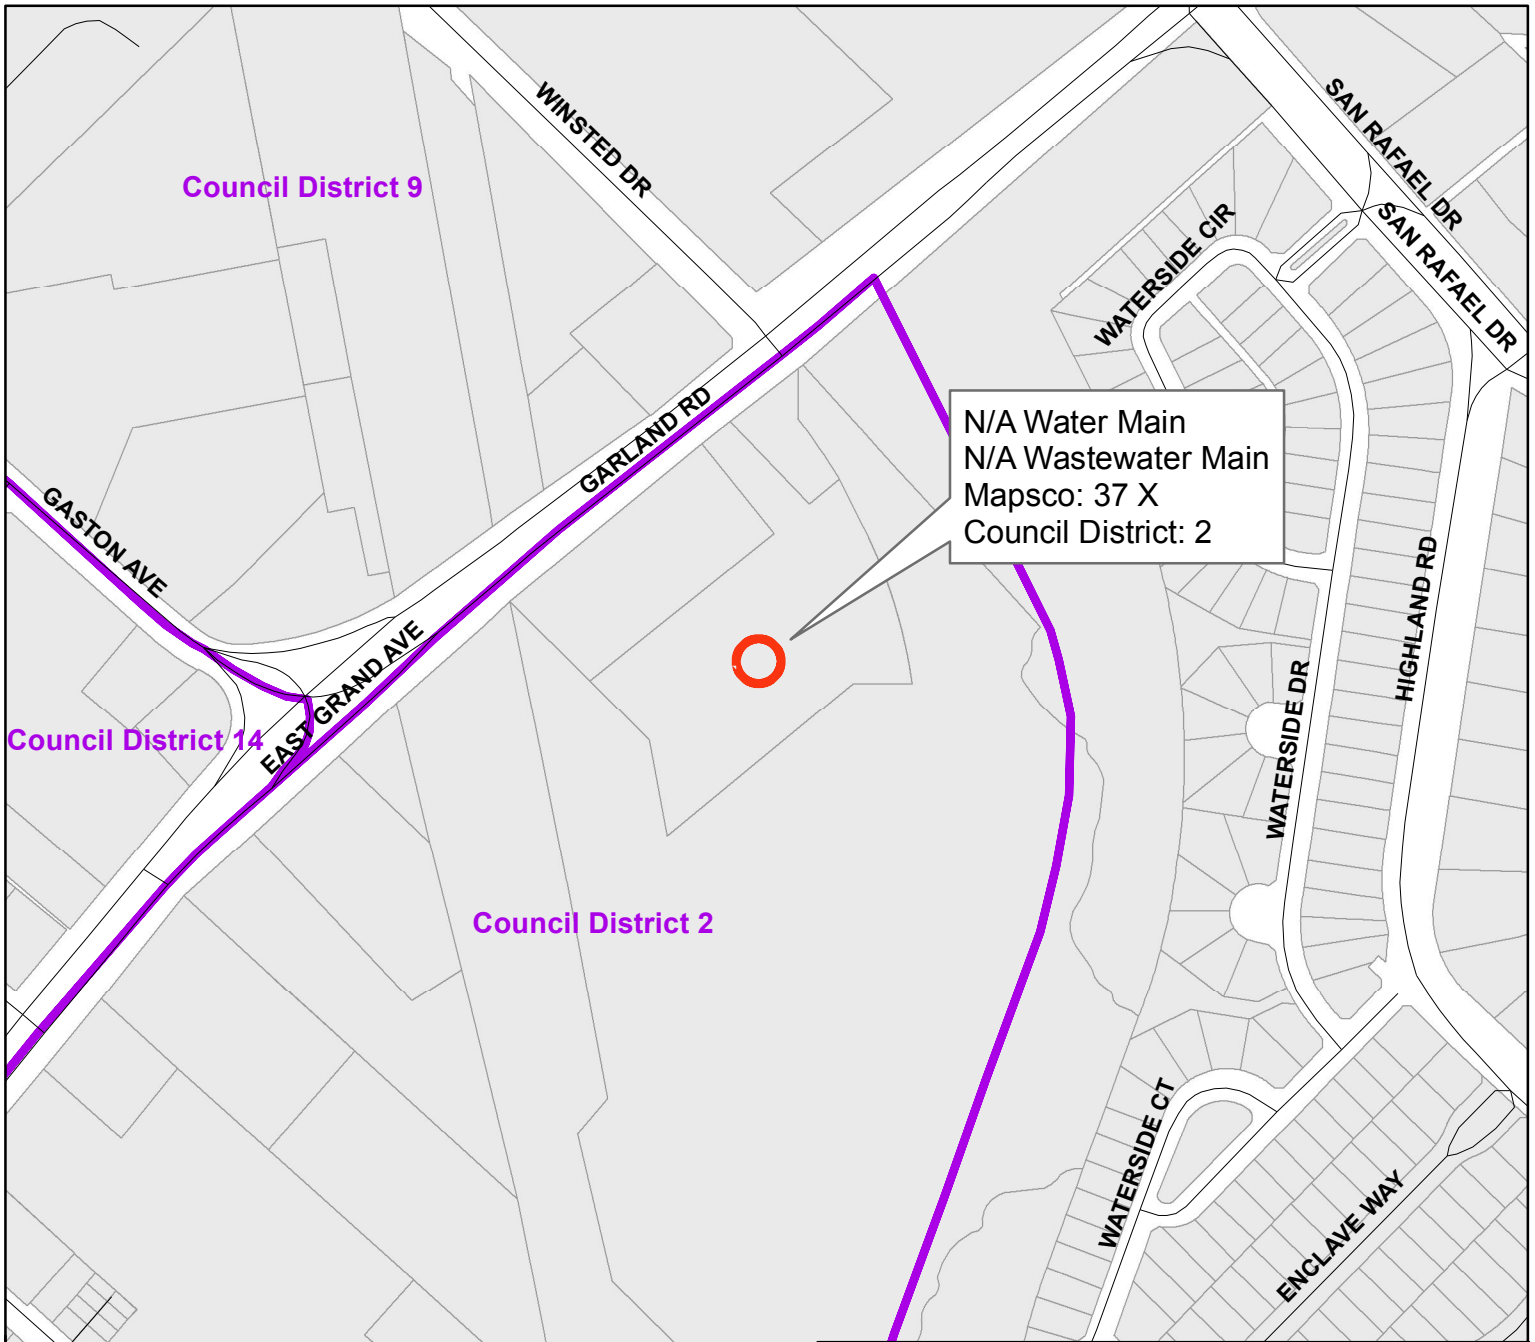 SAN RAFAEL DR
WINSTED DR
Council District 9
WATERSIDE CIR
SAN RAFAEL DR
GARLAND RD
N/A Water Main
N/A Wastewater Main
Mapsco: 37 X
Council District: 2
GASTON AVE
HIGHLAND RD
EAST GRAND AVE
Council District 14
WATERSIDE DR
Council District 2
WATERSIDE CT
ENCLAVE WAY